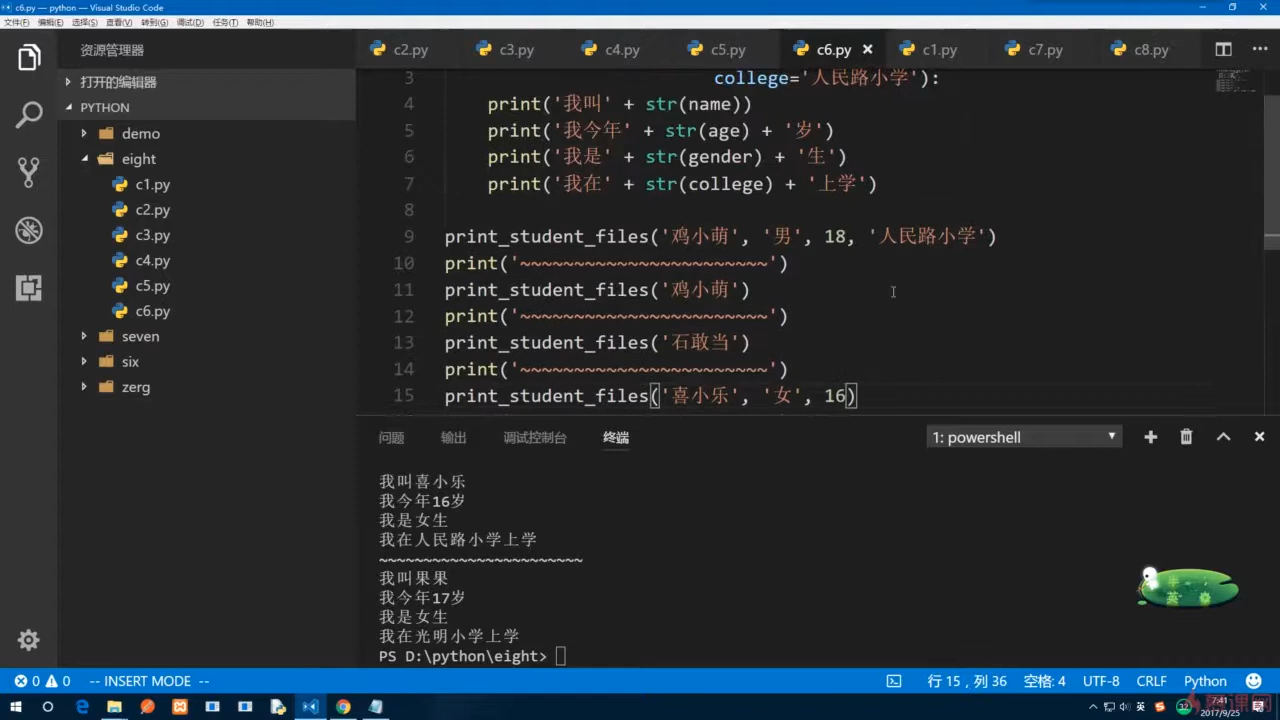 c6.py — python — Visual Studio Code
文件(F) 编辑(E) 选择(S) 查看(V) 转到(G) 调试(D) 任务(T) 帮助(H)
资源管理器
打开的编辑器
PYTHON
demo
eight
c1.py
c2.py
c3.py
c4.py
c5.py
c6.py
seven
six
zerg
c2.py c3.py c4.py c5.py c6.py c1.py c7.py c8.py
3 college='人民路小学'):
4 print('我叫' + str(name))
5 print('我今年' + str(age) + '岁')
6 print('我是' + str(gender) + '生')
7 print('我在' + str(college) + '上学')
8
9 print_student_files('鸡小萌', '男', 18, '人民路小学')
10 print('~~~~~~~~~~~~~~~~~~~~~~~')
11 print_student_files('鸡小萌')
12 print('~~~~~~~~~~~~~~~~~~~~~~~')
13 print_student_files('石敢当')
14 print('~~~~~~~~~~~~~~~~~~~~~~~')
15 print_student_files('喜小乐', '女', 16)
问题 输出 调试控制台 终端
1: powershell
我叫喜小乐
我今年16岁
我是女生
我在人民路小学上学
~~~~~~~~~~~~~~~~~~~~~~~
我叫果果
我今年17岁
我是女生
我在光明小学上学
PS D:\python\eight>
0 0 -- INSERT MODE --
行 15，列 36 空格: 4 UTF-8 CRLF Python
英
7:41
2017/9/25